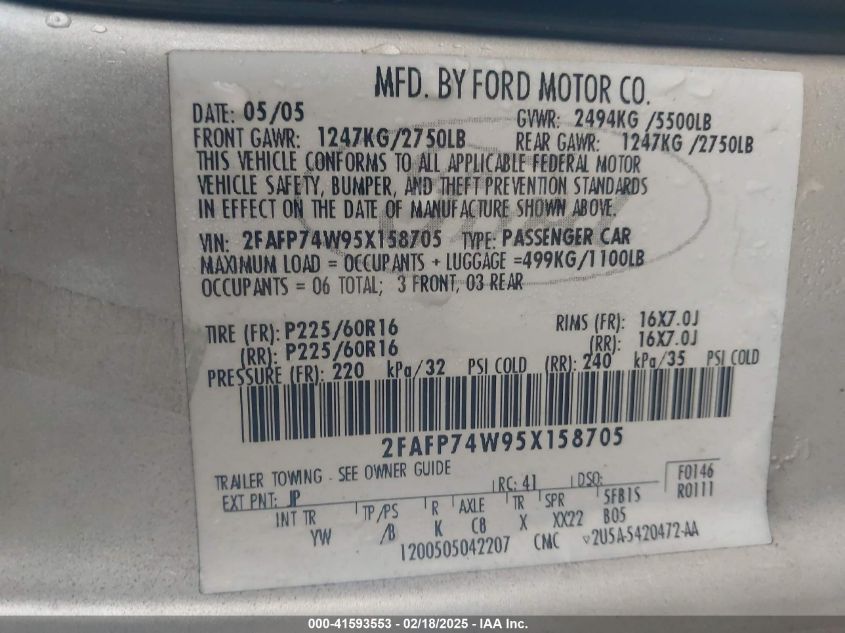 MFD. BY FORD MOTOR CO.
DATE: 05/05 GVWR: 2494KG /5500LB
FRONT GAWR: 1247KG/2750LB REAR GAWR: 1247KG /2750LB
THIS VEHICLE CONFORMS TO ALL APPLICABLE FEDERAL MOTOR
VEHICLE SAFETY, BUMPER, AND THEFT PREVENTION STANDARDS
IN EFFECT ON THE DATE OF MANUFACTURE SHOWN ABOVE.
VIN: 2FAFP74W95X158705 TYPE: PASSENGER CAR
MAXIMUM LOAD = OCCUPANTS + LUGGAGE =499KG/1100LB
OCCUPANTS = 06 TOTAL; 3 FRONT, 03 REAR
TIRE (FR): P225/60R16 RIMS (FR): 16X7.0J
(RR): P225/60R16 (RR): 16X7.0J
PRESSURE (FR): 220 kPa/32 PSI COLD (RR): 240 kPa/35 PSI COLD
2FAFP74W95X158705
TRAILER TOWING - SEE OWNER GUIDE
EXT PNT: JP RC: 41 DSO: F0146
R0111
INT TR TP/PS R AXLE TR SPR 5FB1S
YW /B K C8 X XX22 B05
1200505042207 CMC ▿2U5A-5420472-AA
000-41593553 - 02/18/2025 - IAA Inc.